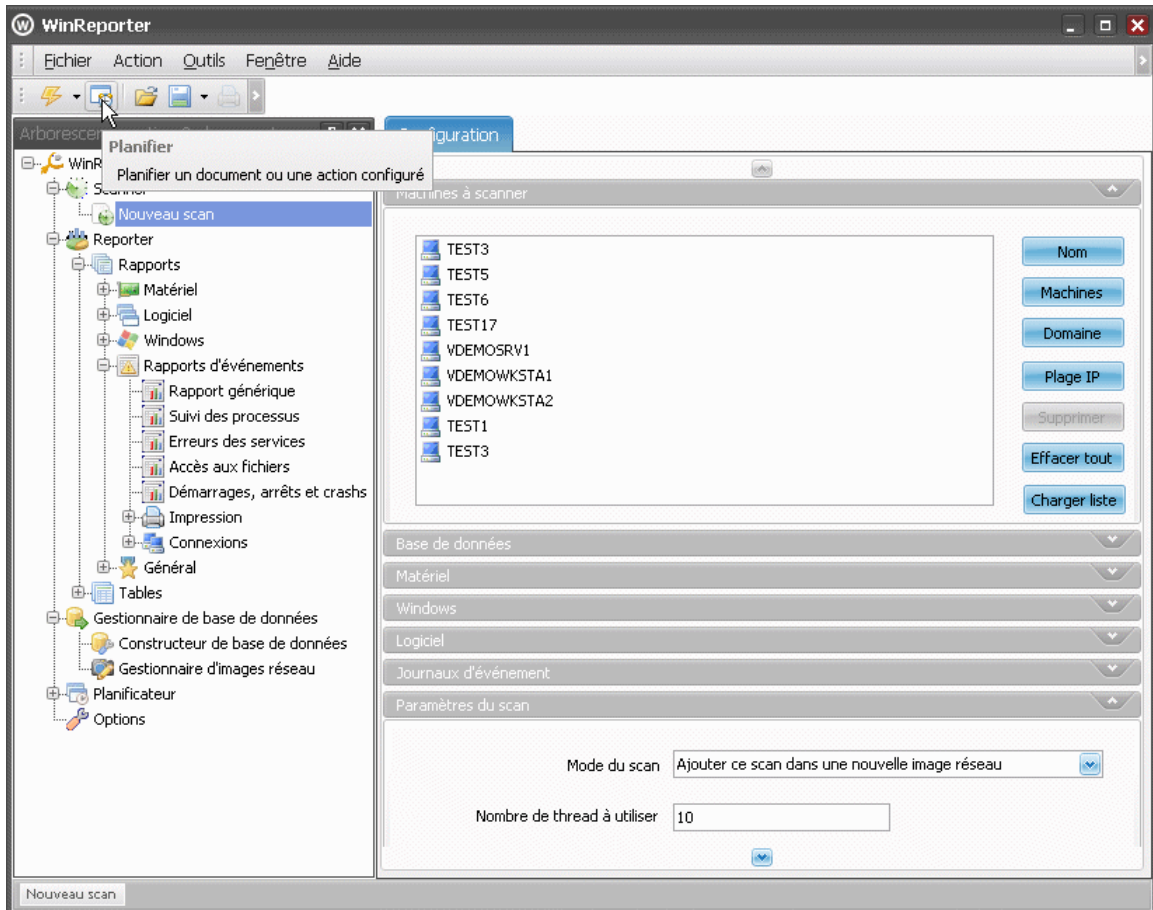 WinReporter
Fichier Action Outils Fenêtre Aide
Planifier
Planifier un document ou une action configuré
Nouveau scan
Reporter
Rapports
Matériel
Logiciel
Windows
Rapports d'événements
Rapport générique
Suivi des processus
Erreurs des services
Accès aux fichiers
Démarrages, arrêts et crashs
Impression
Connexions
Général
Tables
Gestionnaire de base de données
Constructeur de base de données
Gestionnaire d'images réseau
Planificateur
Options
Machines à scanner
TEST3
TEST5
TEST6
TEST17
VDEMOSRV1
VDEMOWKSTA1
VDEMOWKSTA2
TEST1
TEST3
Nom
Machines
Domaine
Plage IP
Supprimer
Effacer tout
Charger liste
Base de données
Matériel
Windows
Logiciel
Journaux d'événement
Paramètres du scan
Mode du scan Ajouter ce scan dans une nouvelle image réseau
Nombre de thread à utiliser 10
Nouveau scan